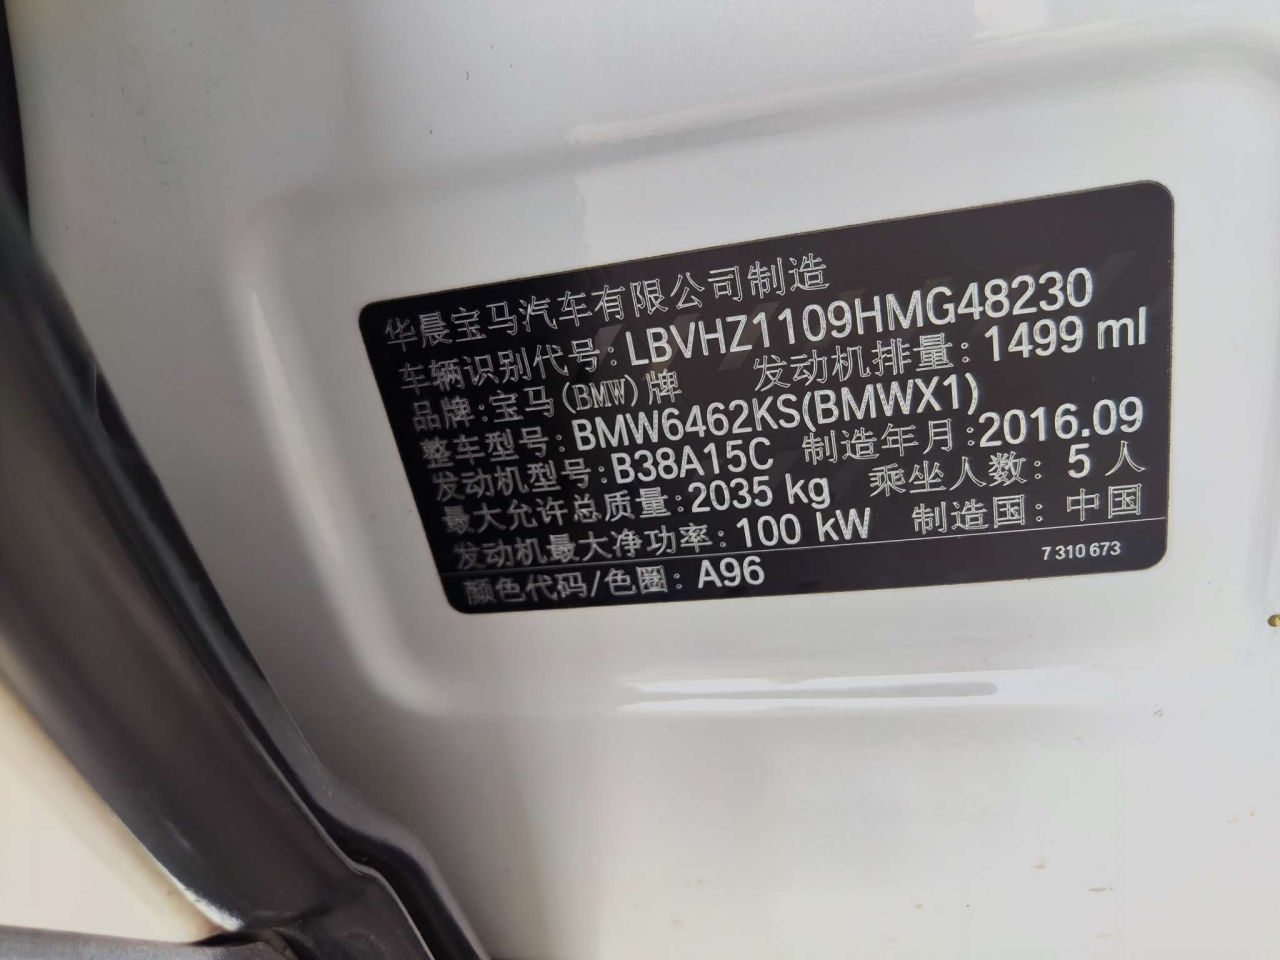 华晨宝马汽车有限公司制造
车辆识别代号: LBVHZ1109HMG48230
品牌:宝马(BMW)牌 发动机排量: 1499 ml
整车型号: BMW6462KS(BMWX1)
发动机型号: B38A15C 制造年月:2016.09
最大允许总质量: 2035 kg 乘坐人数: 5 人
发动机最大净功率: 100 kW 制造国: 中国
颜色代码/色圈: A96 7 310 673